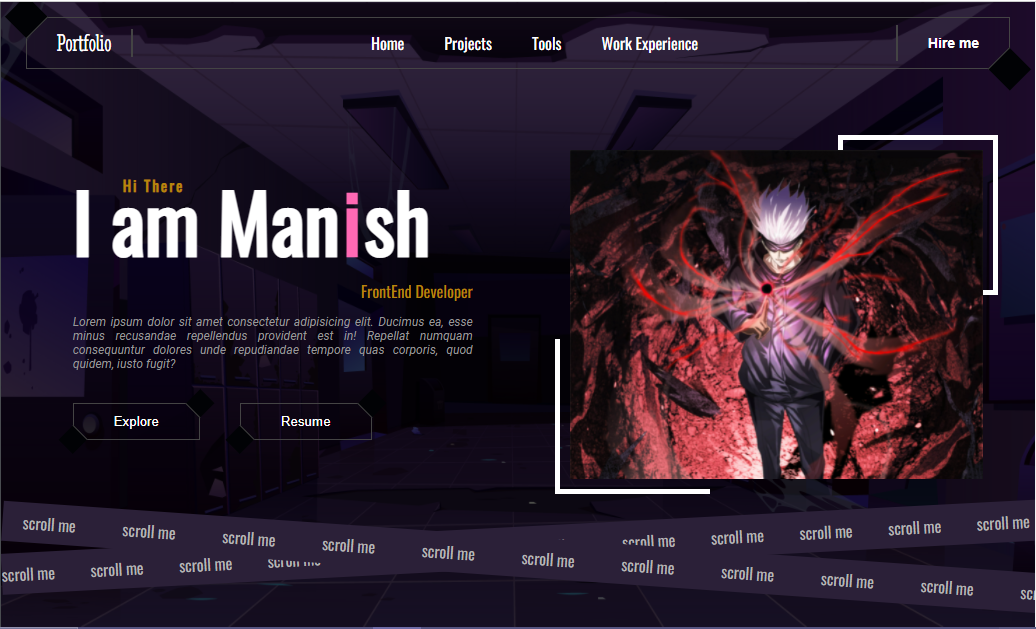 Portfolio
Home Projects Tools Work Experience
Hire me
Hi There
I am Manish
FrontEnd Developer
Lorem ipsum dolor sit amet consectetur adipisicing elit. Ducimus ea, esse
minus recusandae repellendus provident est in! Repellat numquam
consequuntur dolores unde repudiandae tempore quas corporis, quod
quidem, iusto fugit?
Explore Resume
scroll me scroll me scroll me scroll me scroll me scroll me scroll me scroll me scroll me scroll me
scroll me scroll me scroll me scroll me scroll me scroll me scroll me scroll me scroll me